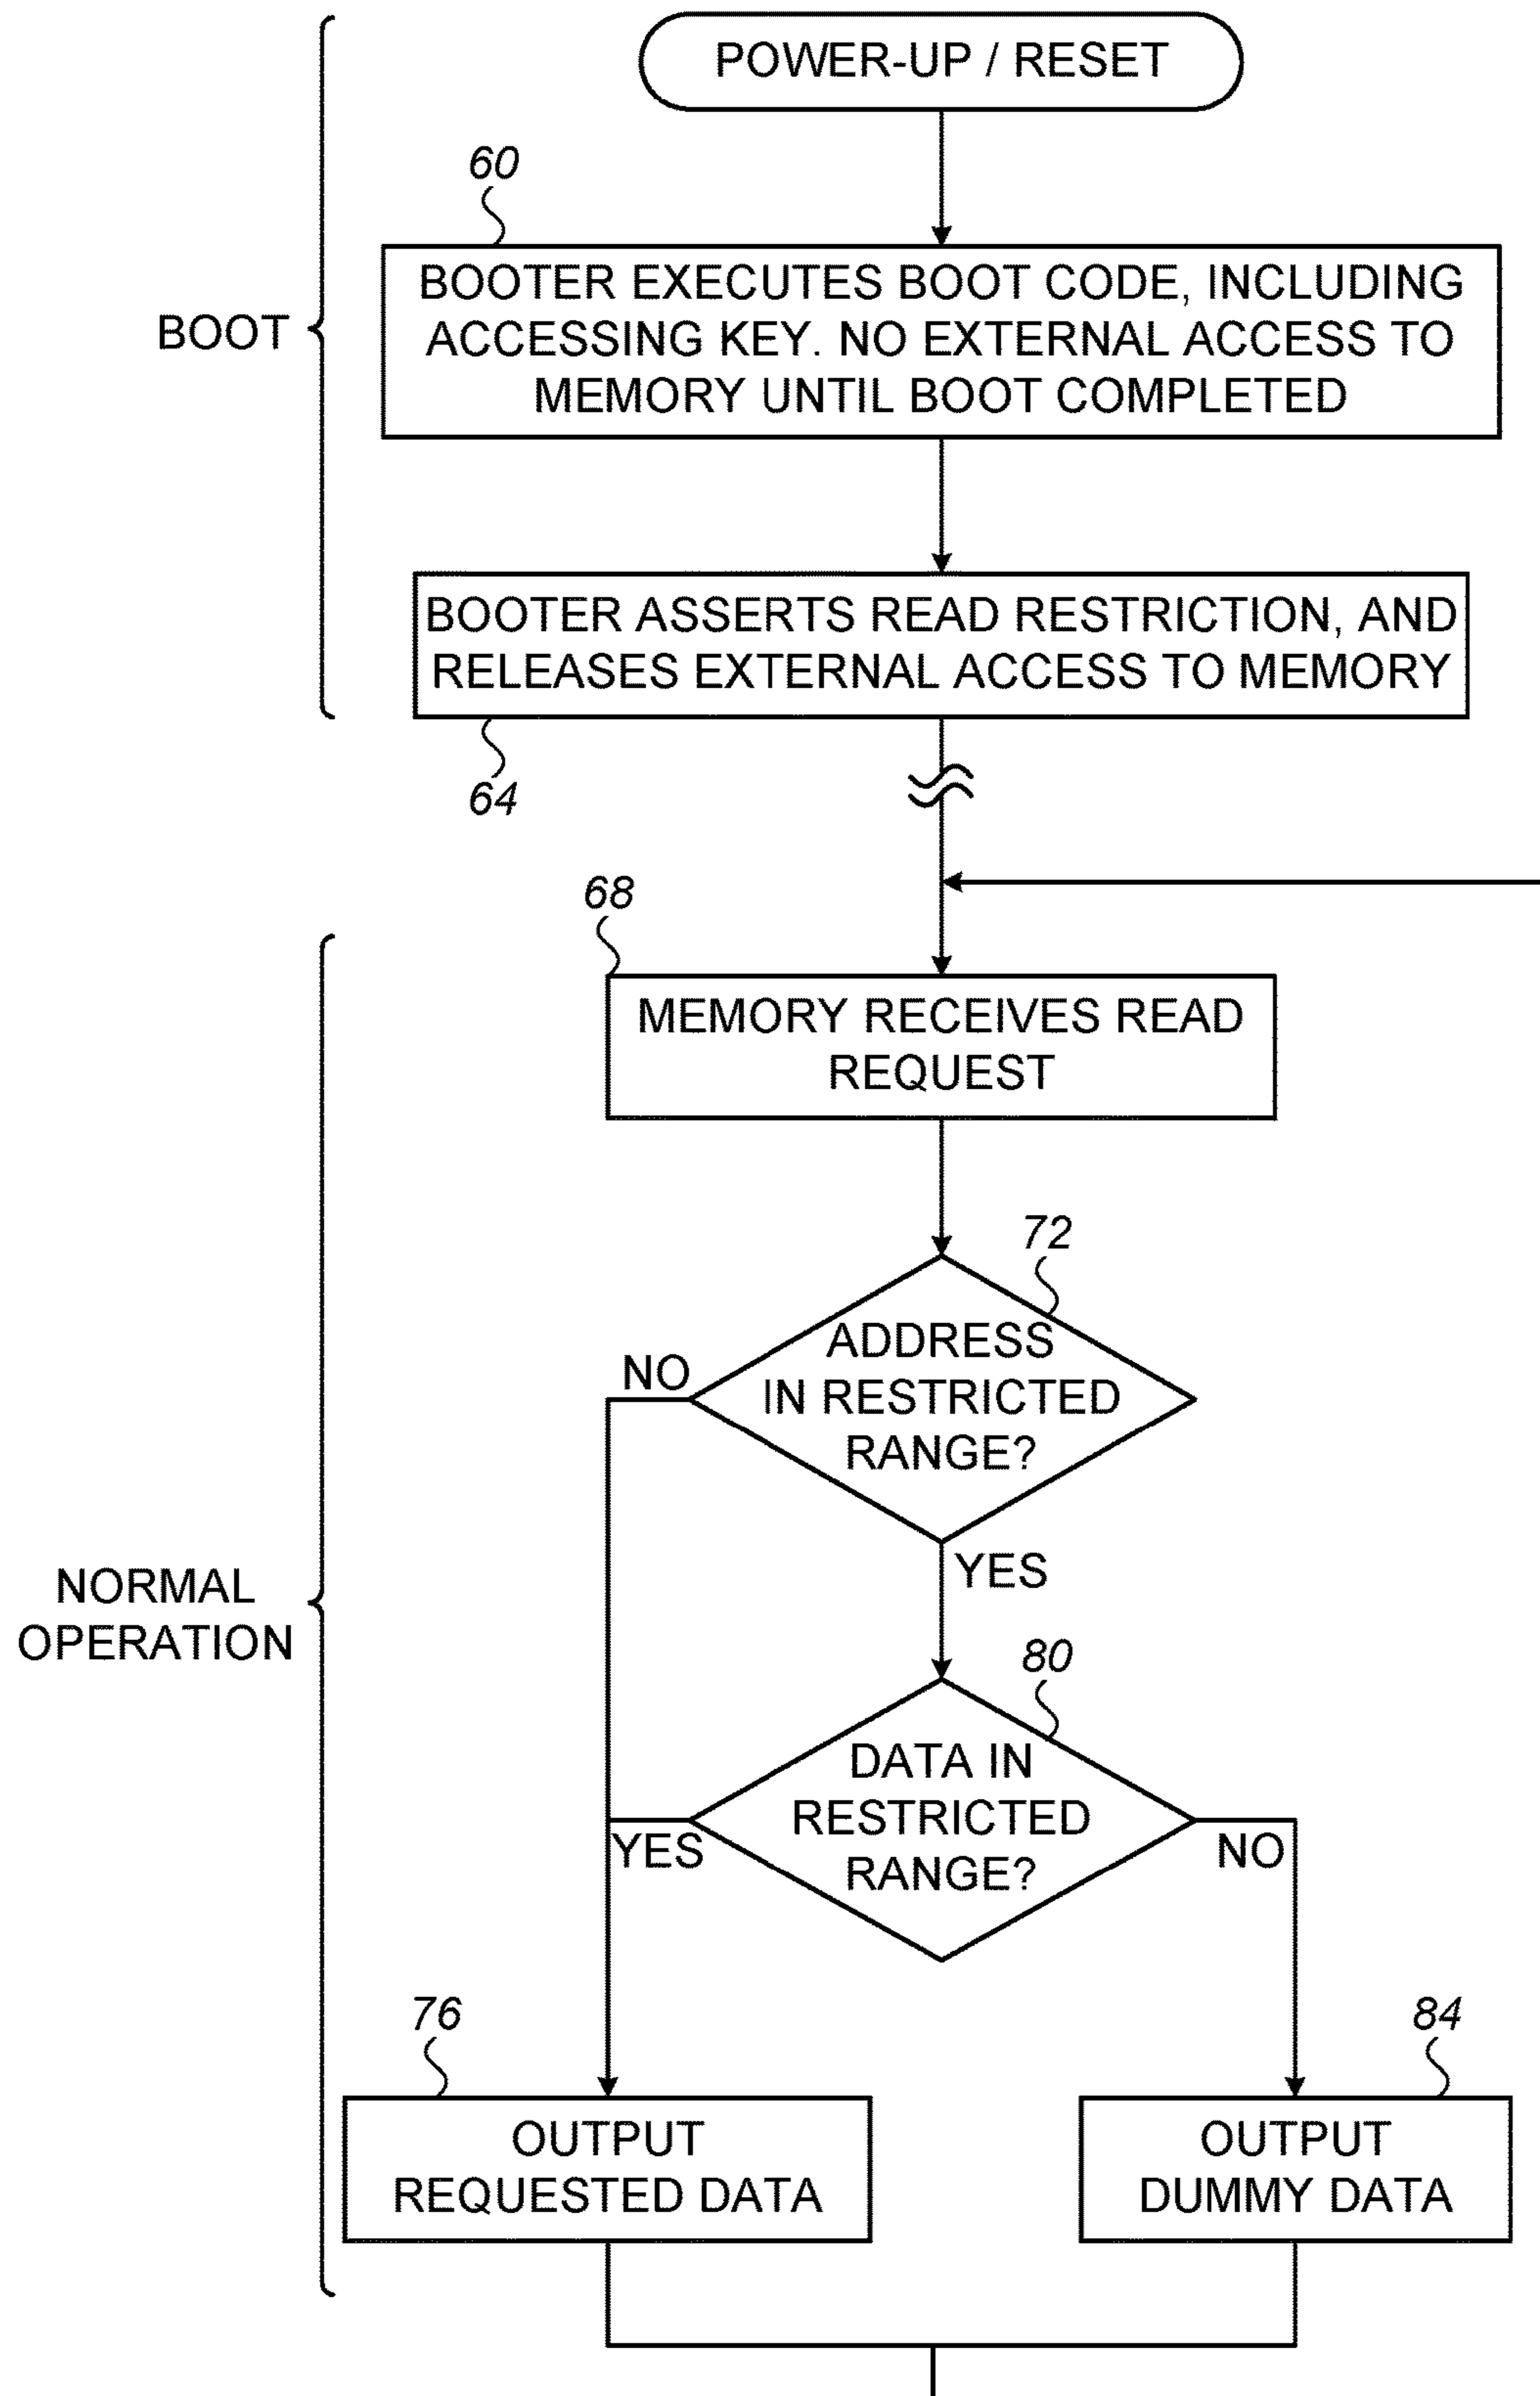 POWER-UP / RESET
60
BOOTER EXECUTES BOOT CODE, INCLUDING
ACCESSING KEY. NO EXTERNAL ACCESS TO
MEMORY UNTIL BOOT COMPLETED
BOOT
BOOTER ASSERTS READ RESTRICTION, AND
RELEASES EXTERNAL ACCESS TO MEMORY
64
68
MEMORY RECEIVES READ
REQUEST
72
ADDRESS
IN RESTRICTED
RANGE?
NO
YES
NORMAL
OPERATION
80
DATA IN
RESTRICTED
RANGE?
YES
NO
76
OUTPUT
REQUESTED DATA
84
OUTPUT
DUMMY DATA